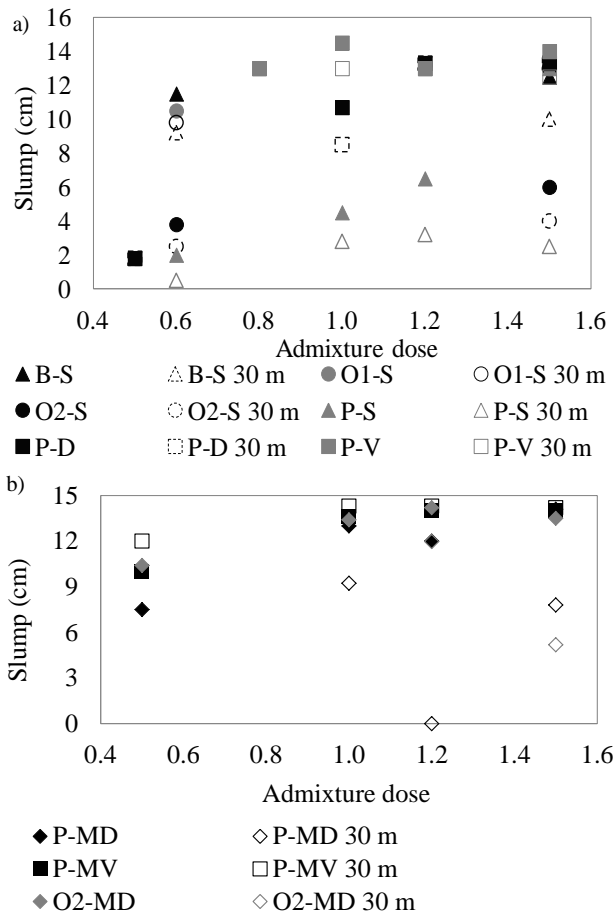 a)
16
14
12
10
8
6
4
2
0
Slump (cm)
0.4 0.6 0.8 1.0 1.2 1.4 1.6
Admixture dose
B-S B-S 30 m O1-S O1-S 30 m
O2-S O2-S 30 m P-S P-S 30 m
P-D P-D 30 m P-V P-V 30 m
b)
15
12
9
6
3
0
Slump (cm)
0.4 0.6 0.8 1.0 1.2 1.4 1.6
Admixture dose
P-MD P-MD 30 m
P-MV P-MV 30 m
O2-MD O2-MD 30 m